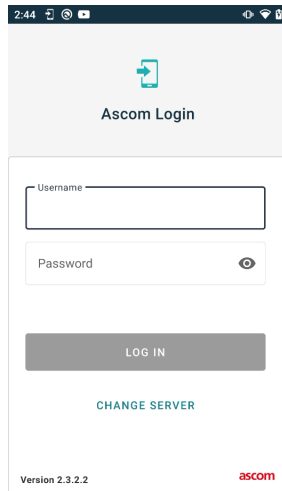 2:44
Ascom Login
Username
Password
LOG IN
CHANGE SERVER
Version 2.3.2.2
ascom